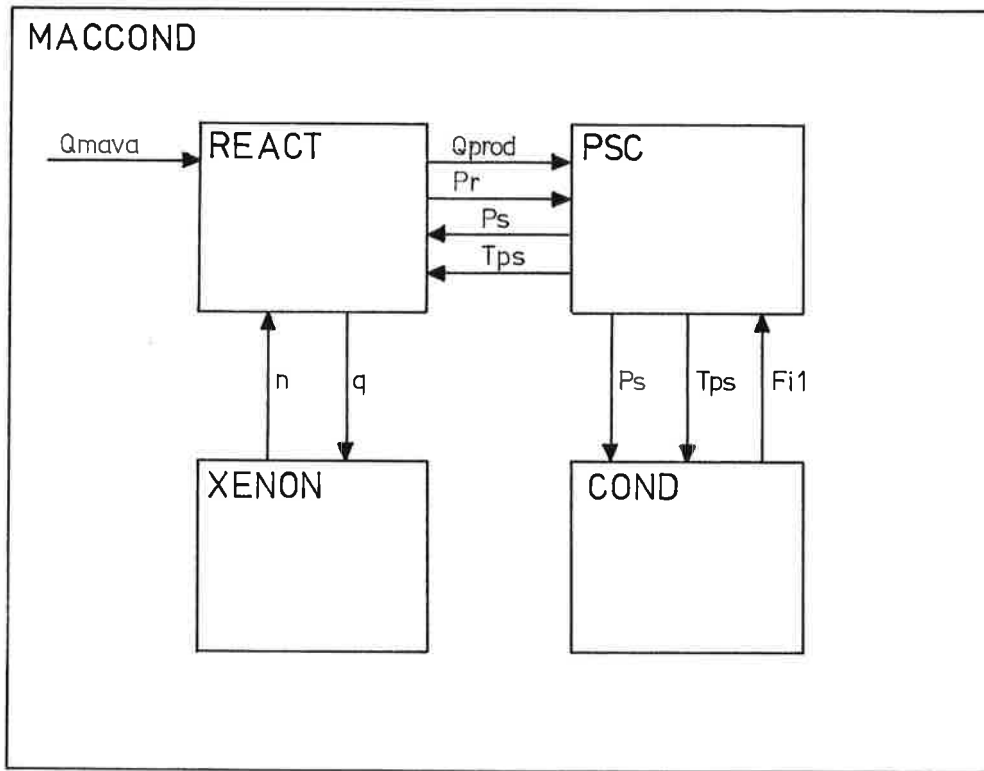 MACCOND
Qmava
REACT
Qprod
Pr
Ps
Tps
PSC
n
q
Ps
Tps
Fi1
XENON
COND